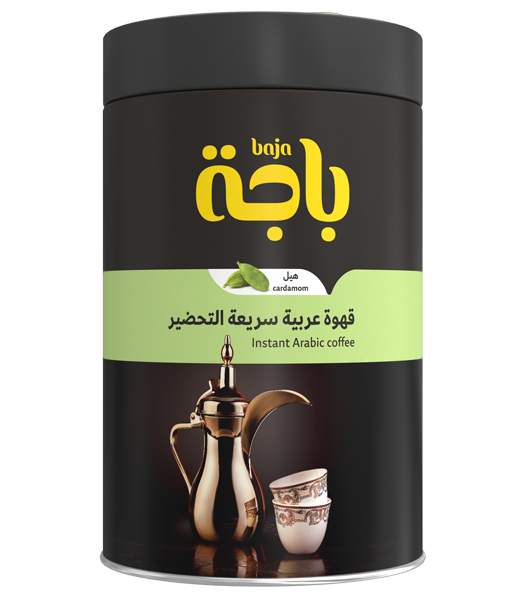 baja
باجة
هيل
cardamom
قهوة عربية سريعة التحضير
Instant Arabic coffee